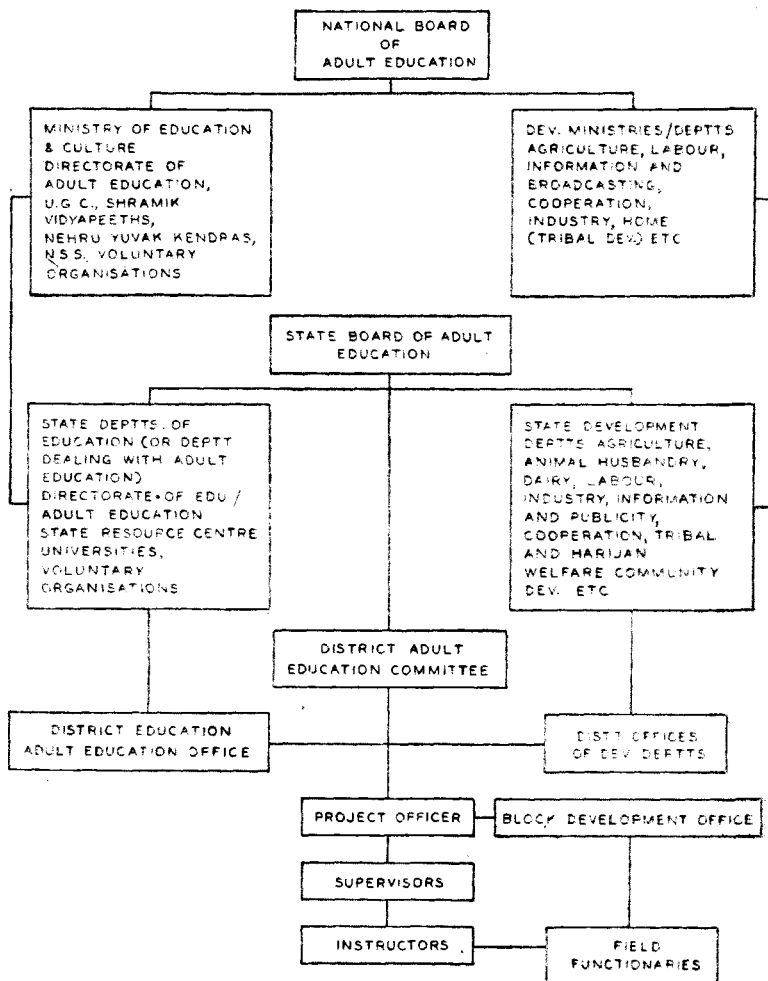 NATIONAL BOARD
OF
ADULT EDUCATION
MINISTRY OF EDUCATION
& CULTURE
DIRECTORATE OF
ADULT EDUCATION,
U.G.C., SHRAMIK
VIDYAPEETHS,
NEHRU YUVAK KENDRAS,
N.S.S. VOLUNTARY
ORGANISATIONS
DEV. MINISTRIES/DEPTTS
AGRICULTURE, LABOUR,
INFORMATION AND
BROADCASTING,
COOPERATION,
INDUSTRY, HOME
(TRIBAL DEV.) ETC
STATE BOARD OF ADULT
EDUCATION
STATE DEPTTS. OF
EDUCATION (OR DEPTT
DEALING WITH ADULT
EDUCATION)
DIRECTORATE OF EDU /
ADULT EDUCATION
STATE RESOURCE CENTRE
UNIVERSITIES,
VOLUNTARY
ORGANISATIONS
STATE DEVELOPMENT
DEPTTS AGRICULTURE,
ANIMAL HUSBANDRY,
DAIRY, LABOUR,
INDUSTRY, INFORMATION
AND PUBLICITY,
COOPERATION, TRIBAL
AND HARIJAN
WELFARE COMMUNITY
DEV. ETC
DISTRICT ADULT
EDUCATION COMMITTEE
DISTRICT EDUCATION
ADULT EDUCATION OFFICE
DISTT OFFICES
OF DEV. DEPTTS
PROJECT OFFICER
BLOCK DEVELOPMENT OFFICE
SUPERVISORS
INSTRUCTORS
FIELD
FUNCTIONARIES